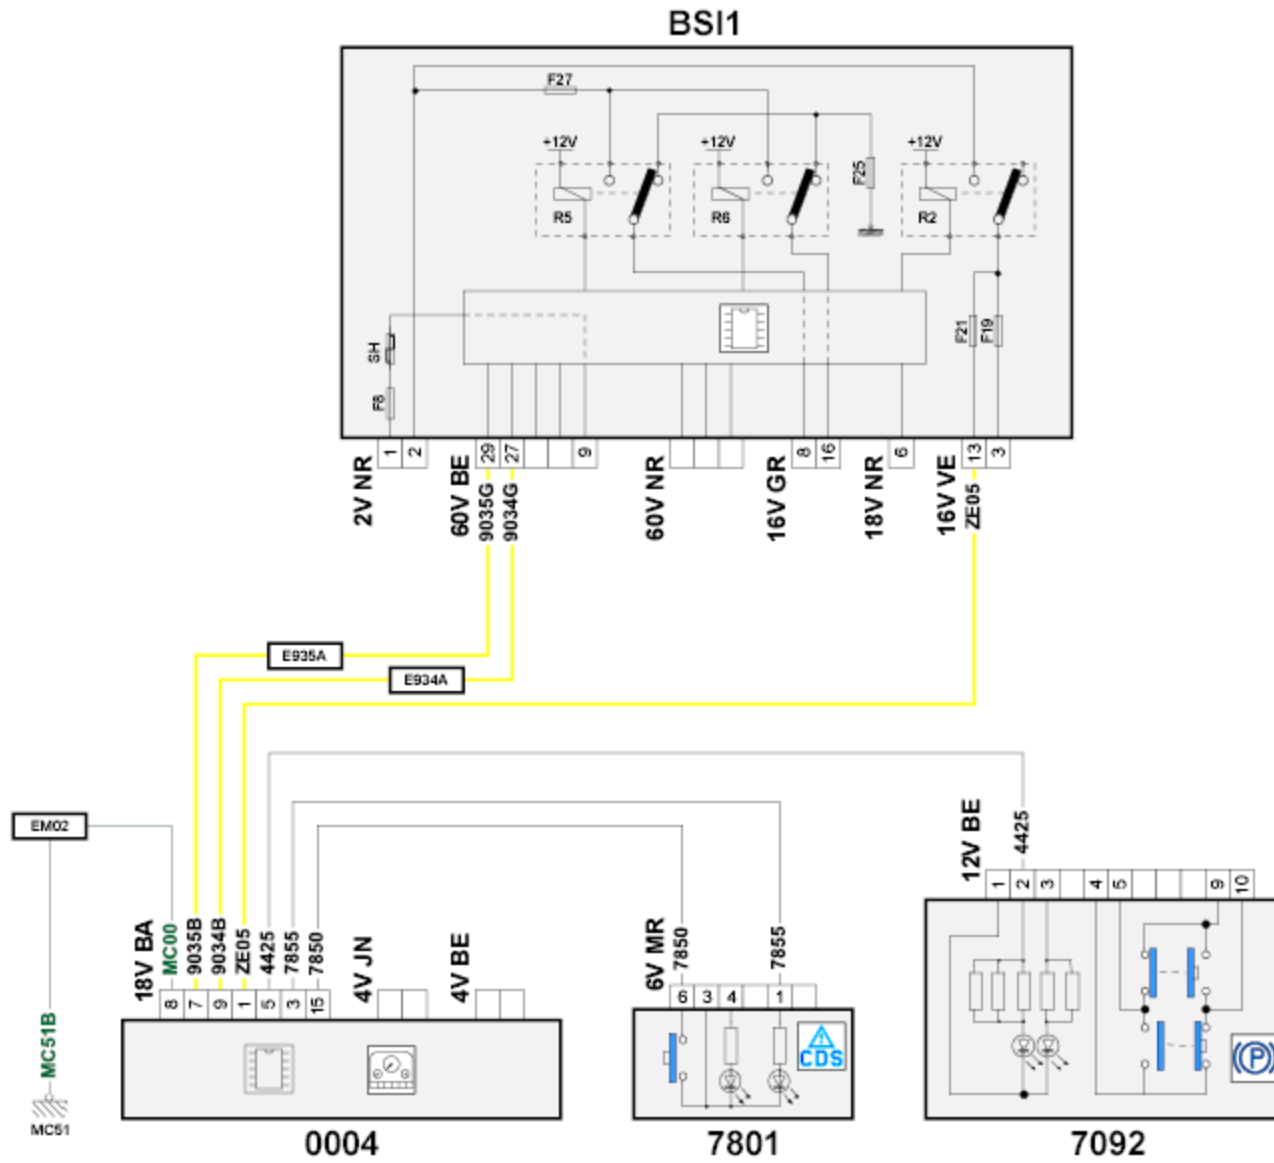 BSI1
F27
+12V +12V +12V
F25
R5 R6 R2
SH
F8
F21 F19
1 2 29 27 9 8 16 6 13 3
2V NR 60V BE 60V NR 16V GR 18V NR 16V VE
9035G 9034G ZE05
E935A
E934A
EM02
MC51B
MC51
18V BA MC00 9035B 9034B ZE05 4425 7855 7850 4V JN 4V BE
8 7 9 1 5 3 15
0004
6V MR 7850 7855
6 3 4 1
CDS
7801
12V BE 4425
1 2 3 4 5 9 10
P
7092